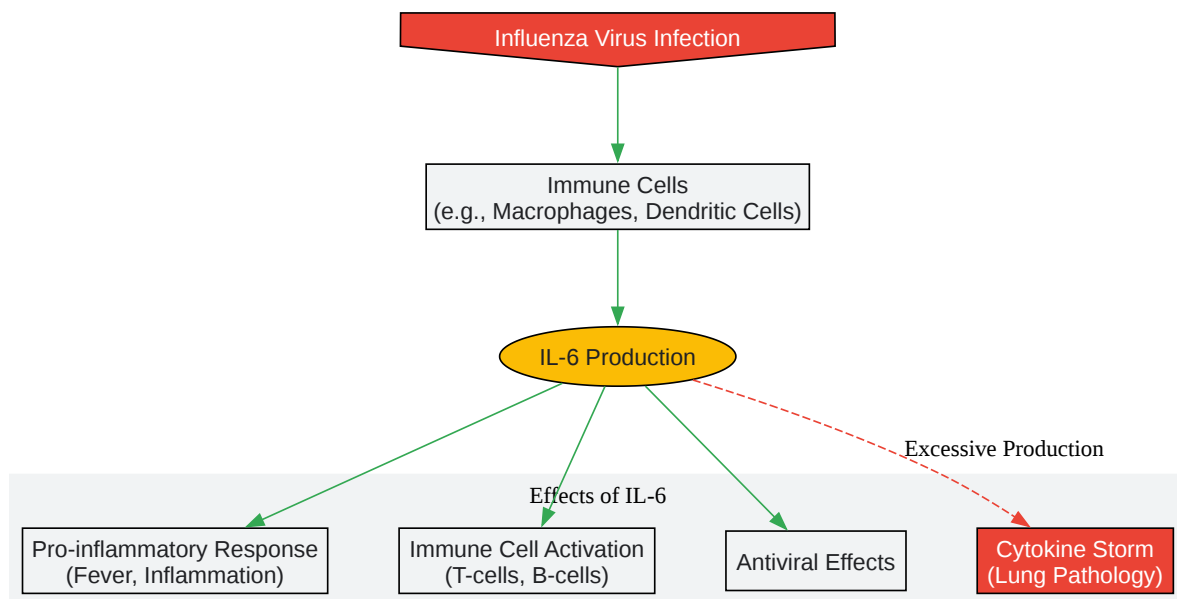 Influenza Virus Infection
Immune Cells
(e.g., Macrophages, Dendritic Cells)
IL-6 Production
Excessive Production
Effects of IL-6
Pro-inflammatory Response
(Fever, Inflammation)
Immune Cell Activation
(T-cells, B-cells)
Antiviral Effects
Cytokine Storm
(Lung Pathology)